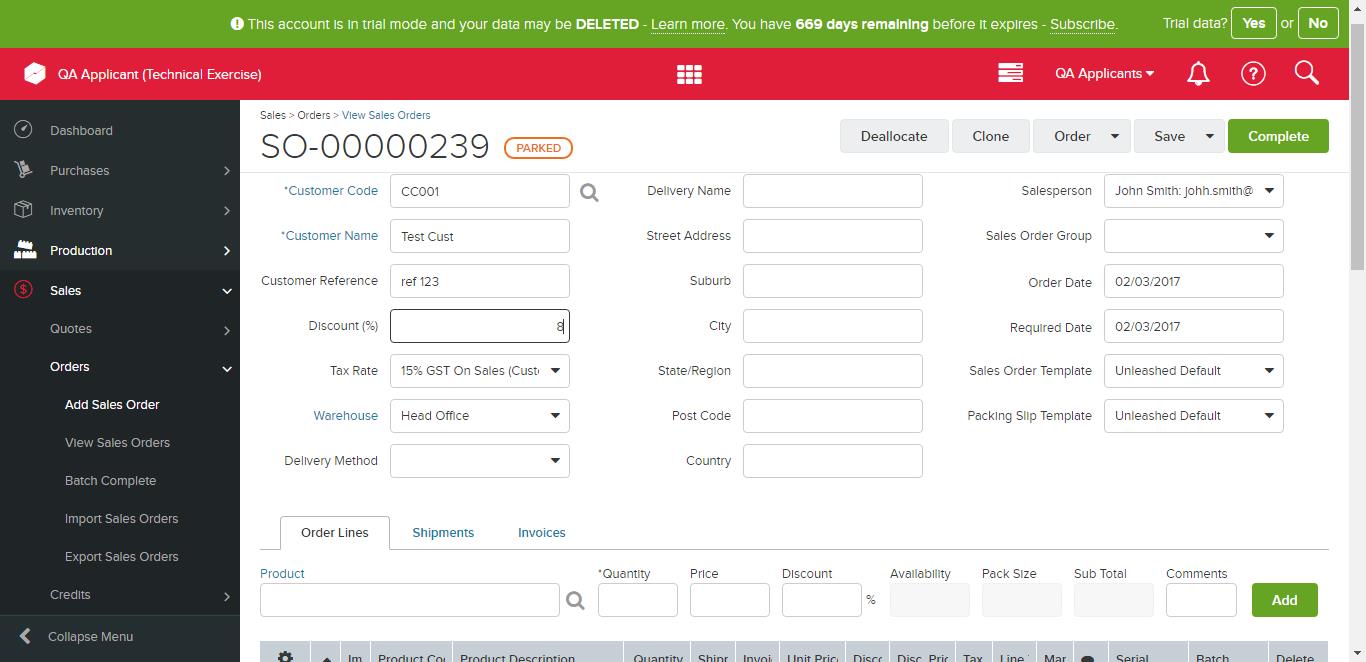 This account is in trial mode and your data may be DELETED - Learn more. You have 669 days remaining before it expires - Subscribe. Trial data? Yes or No
QA Applicant (Technical Exercise) QA Applicants
Dashboard
Purchases
Inventory
Production
Sales
Quotes
Orders
Add Sales Order
View Sales Orders
Batch Complete
Import Sales Orders
Export Sales Orders
Credits
Collapse Menu
Sales > Orders > View Sales Orders
SO-00000239 PARKED
Deallocate Clone Order Save Complete
*Customer Code CC001
*Customer Name Test Cust
Customer Reference ref 123
Discount (%) 8
Tax Rate 15% GST On Sales (Cust
Warehouse Head Office
Delivery Method
Delivery Name
Street Address
Suburb
City
State/Region
Post Code
Country
Salesperson John Smith: johh.smith@
Sales Order Group
Order Date 02/03/2017
Required Date 02/03/2017
Sales Order Template Unleashed Default
Packing Slip Template Unleashed Default
Order Lines Shipments Invoices
Product *Quantity Price Discount Availability Pack Size Sub Total Comments
% Add
Im Product Co Product Description Quantity Shipr Invoi Unit Pric Disc Disc. Pric Tax Line Mar Serial Batch Delete